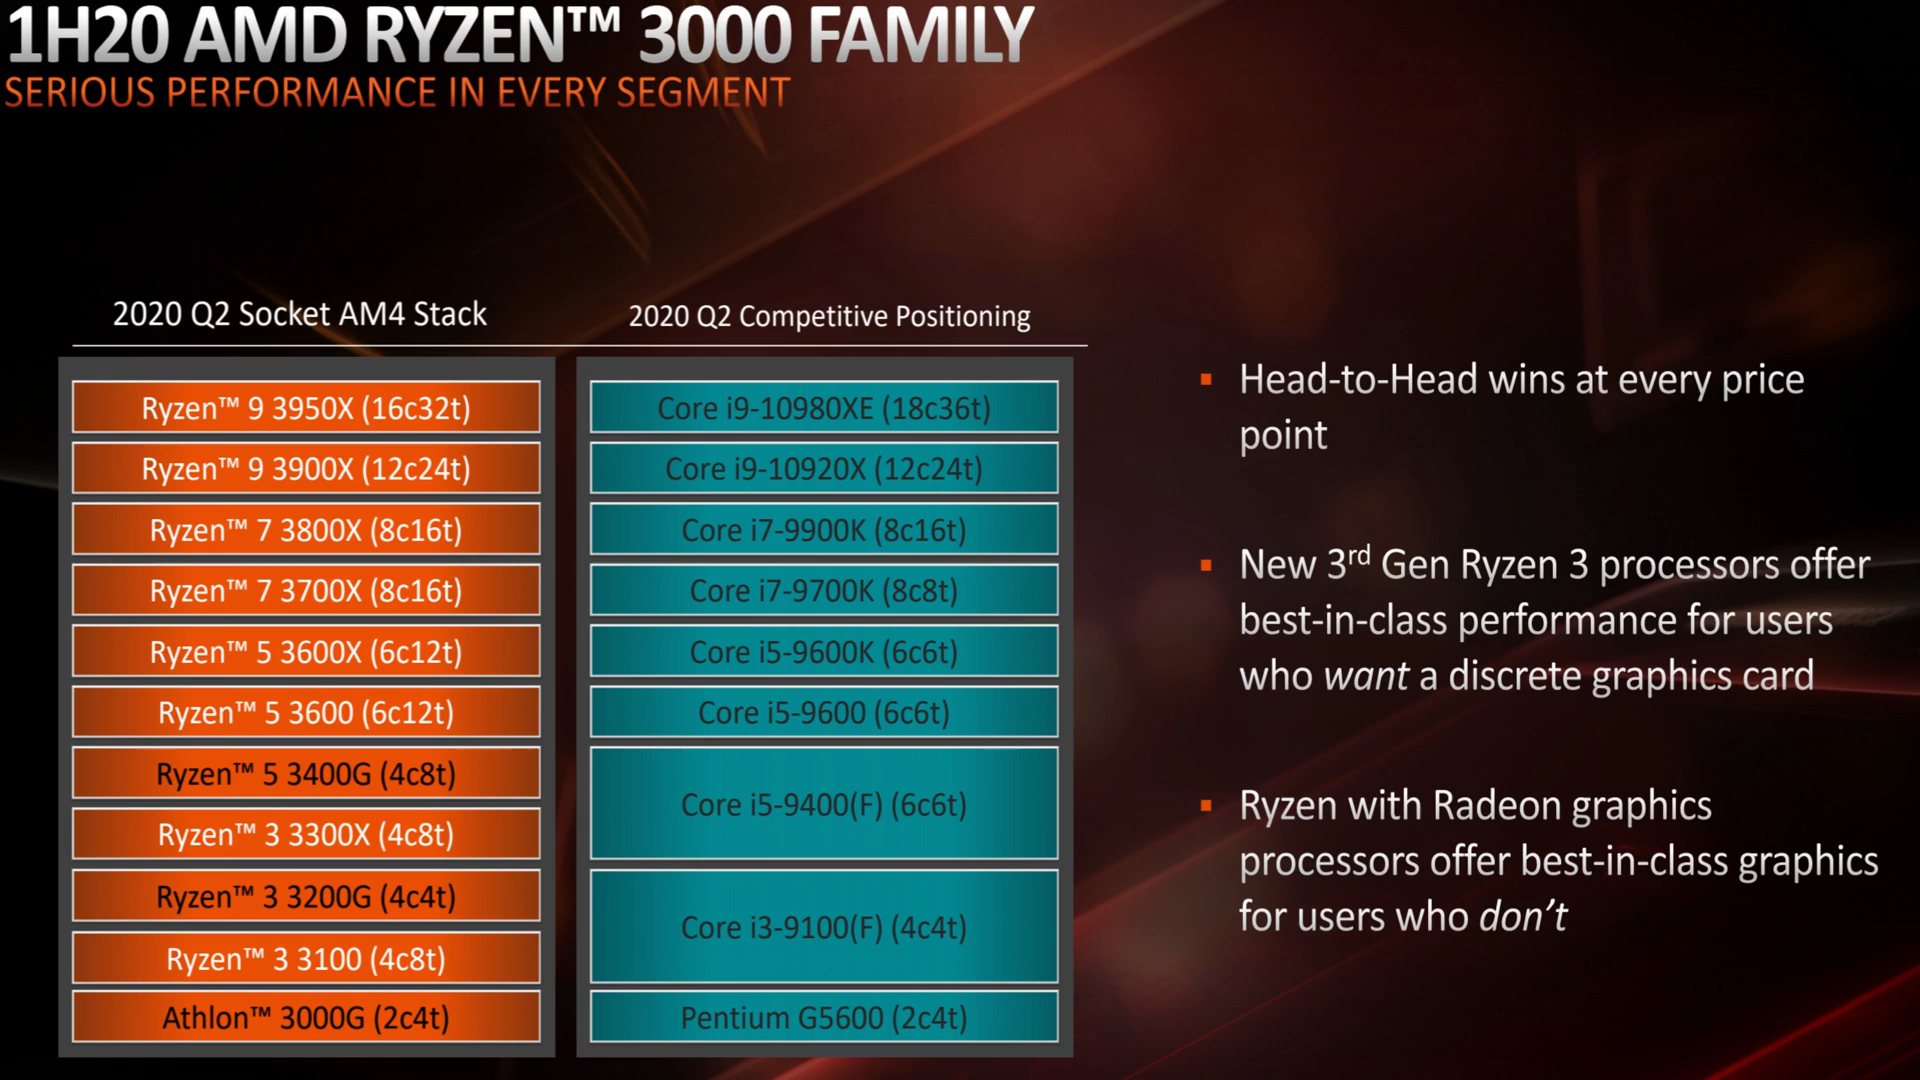 1H20 AMD RYZEN™ 3000 FAMILY
SERIOUS PERFORMANCE IN EVERY SEGMENT
2020 Q2 Socket AM4 Stack
Ryzen™ 9 3950X (16c32t)
Ryzen™ 9 3900X (12c24t)
Ryzen™ 7 3800X (8c16t)
Ryzen™ 7 3700X (8c16t)
Ryzen™ 5 3600X (6c12t)
Ryzen™ 5 3600 (6c12t)
Ryzen™ 5 3400G (4c8t)
Ryzen™ 3 3300X (4c8t)
Ryzen™ 3 3200G (4c4t)
Ryzen™ 3 3100 (4c8t)
Athlon™ 3000G (2c4t)
2020 Q2 Competitive Positioning
Core i9-10980XE (18c36t)
Core i9-10920X (12c24t)
Core i7-9900K (8c16t)
Core i7-9700K (8c8t)
Core i5-9600K (6c6t)
Core i5-9600 (6c6t)
Core i5-9400(F) (6c6t)
Core i3-9100(F) (4c4t)
Pentium G5600 (2c4t)
▪ Head-to-Head wins at every price
point
▪ New 3rd Gen Ryzen 3 processors offer
best-in-class performance for users
who want a discrete graphics card
▪ Ryzen with Radeon graphics
processors offer best-in-class graphics
for users who don’t